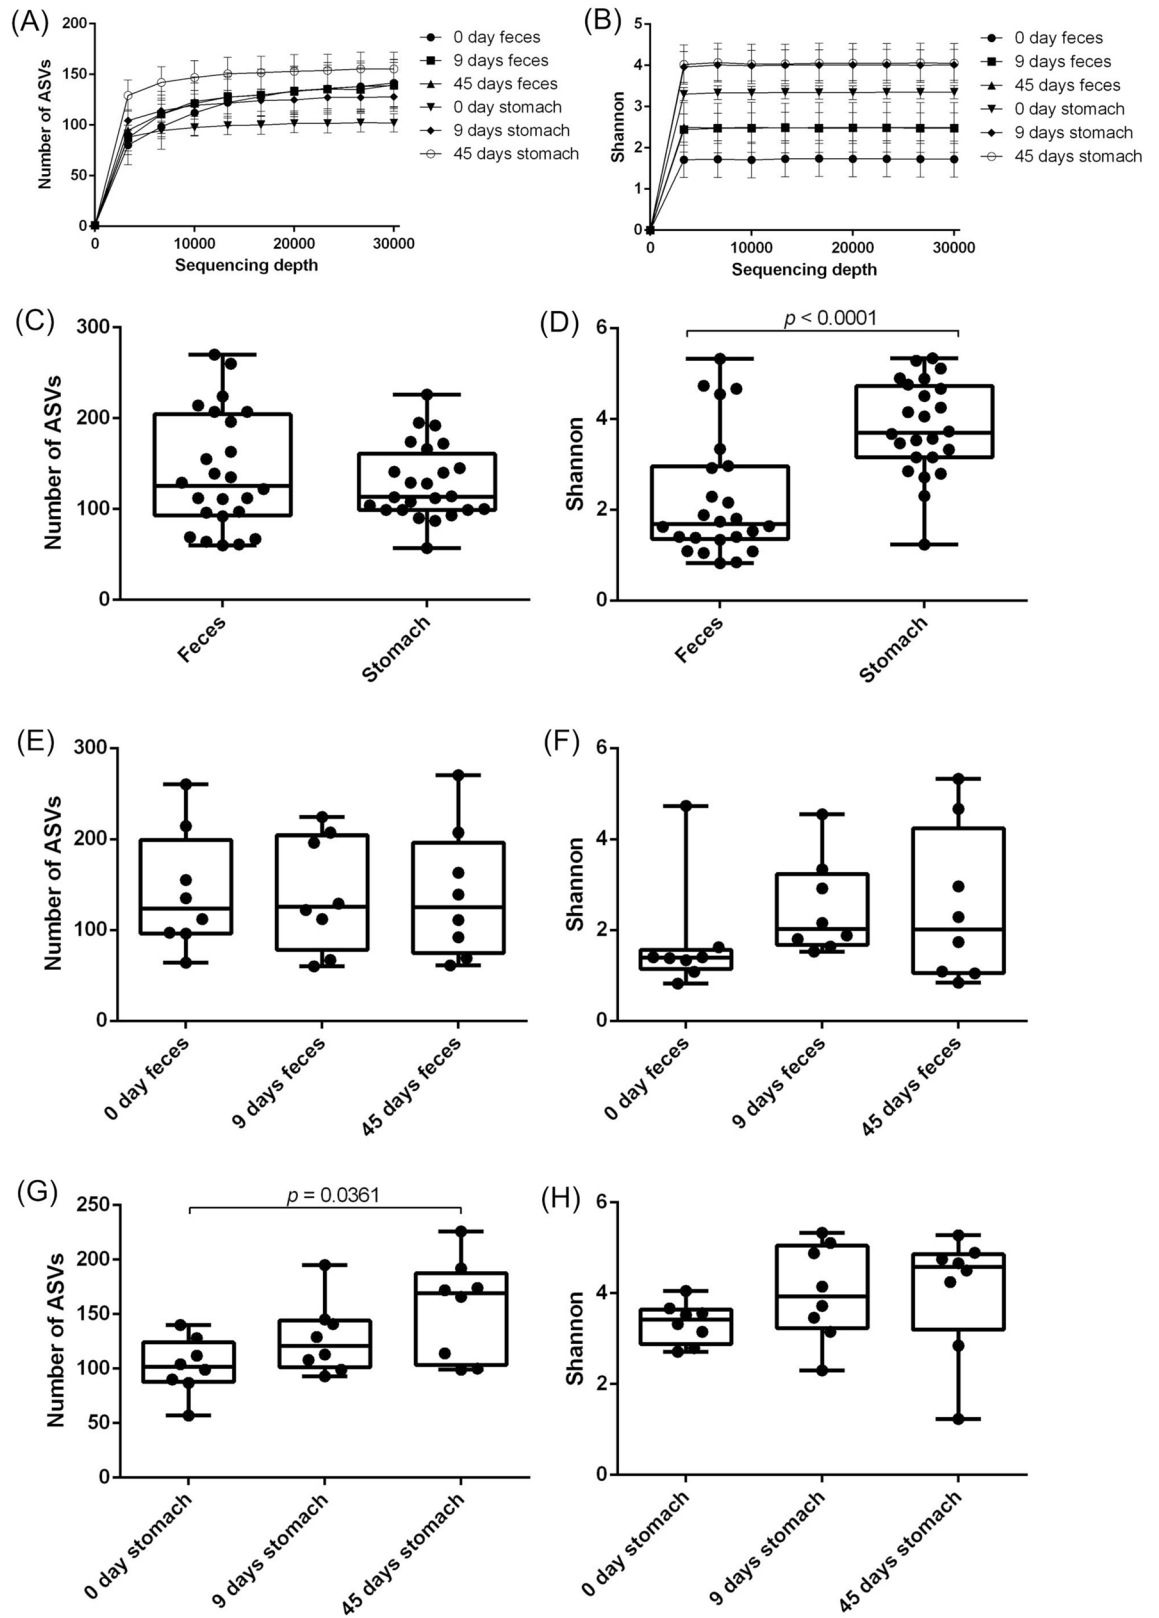 (A)
200
150
100
50
0
Number of ASVs
0 10000 20000 30000
Sequencing depth
0 day feces
9 days feces
45 days feces
0 day stomach
9 days stomach
45 days stomach
(B)
5
4
3
2
1
0
Shannon
0 10000 20000 30000
Sequencing depth
0 day feces
9 days feces
45 days feces
0 day stomach
9 days stomach
45 days stomach
(C)
300
200
100
0
Number of ASVs
Feces
Stomach
(D)
p < 0.0001
6
4
2
0
Shannon
Feces
Stomach
(E)
300
200
100
0
Number of ASVs
0 day feces
9 days feces
45 days feces
(F)
6
4
2
0
Shannon
0 day feces
9 days feces
45 days feces
(G)
p = 0.0361
250
200
150
100
50
0
Number of ASVs
0 day stomach
9 days stomach
45 days stomach
(H)
6
4
2
0
Shannon
0 day stomach
9 days stomach
45 days stomach